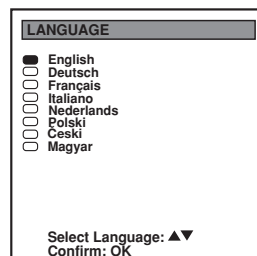 LANGUAGE
English
Deutsch
Français
Italiano
Nederlands
Polski
Česki
Magyar
Select Language: ▲▼
Confirm: OK